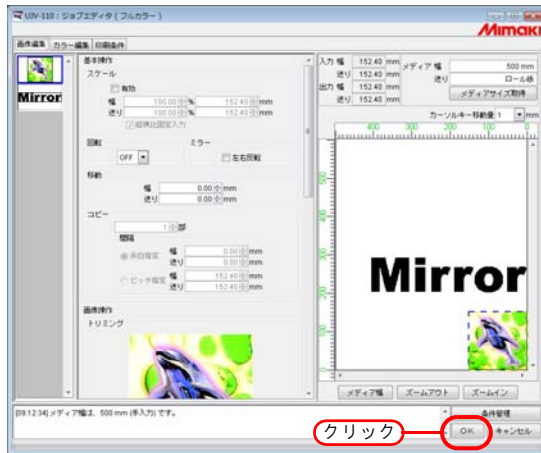 UJV-110 : ジョブエディタ ( フルカラー )
Mimaki
画像編集 カラー編集 印刷条件
Mirror
基本操作
スケール
有効
幅 100.00 % 152.40 mm
送り 100.00 % 152.40 mm
縦横比固定入力
回転 ミラー
OFF 左右反転
移動
幅 0.00 mm
送り 0.00 mm
コピー
1 部
間隔
余白指定 幅 0.00 mm
送り 0.00 mm
ピッチ指定 幅 152.40 mm
送り 152.40 mm
画像操作
トリミング
入力 幅 152.40 mm
送り 152.40 mm
出力 幅 152.40 mm
送り 152.40 mm
メディア 幅 500 mm
送り ロール様
メディアサイズ取得
カーソルキー移動量 1 mm
400 300 200 100
Mirror
メディア幅 ズームアウト ズームイン
[09:12:34] メディア幅は、500 mm (手入力) です。
条件管理
クリック
OK キャンセル